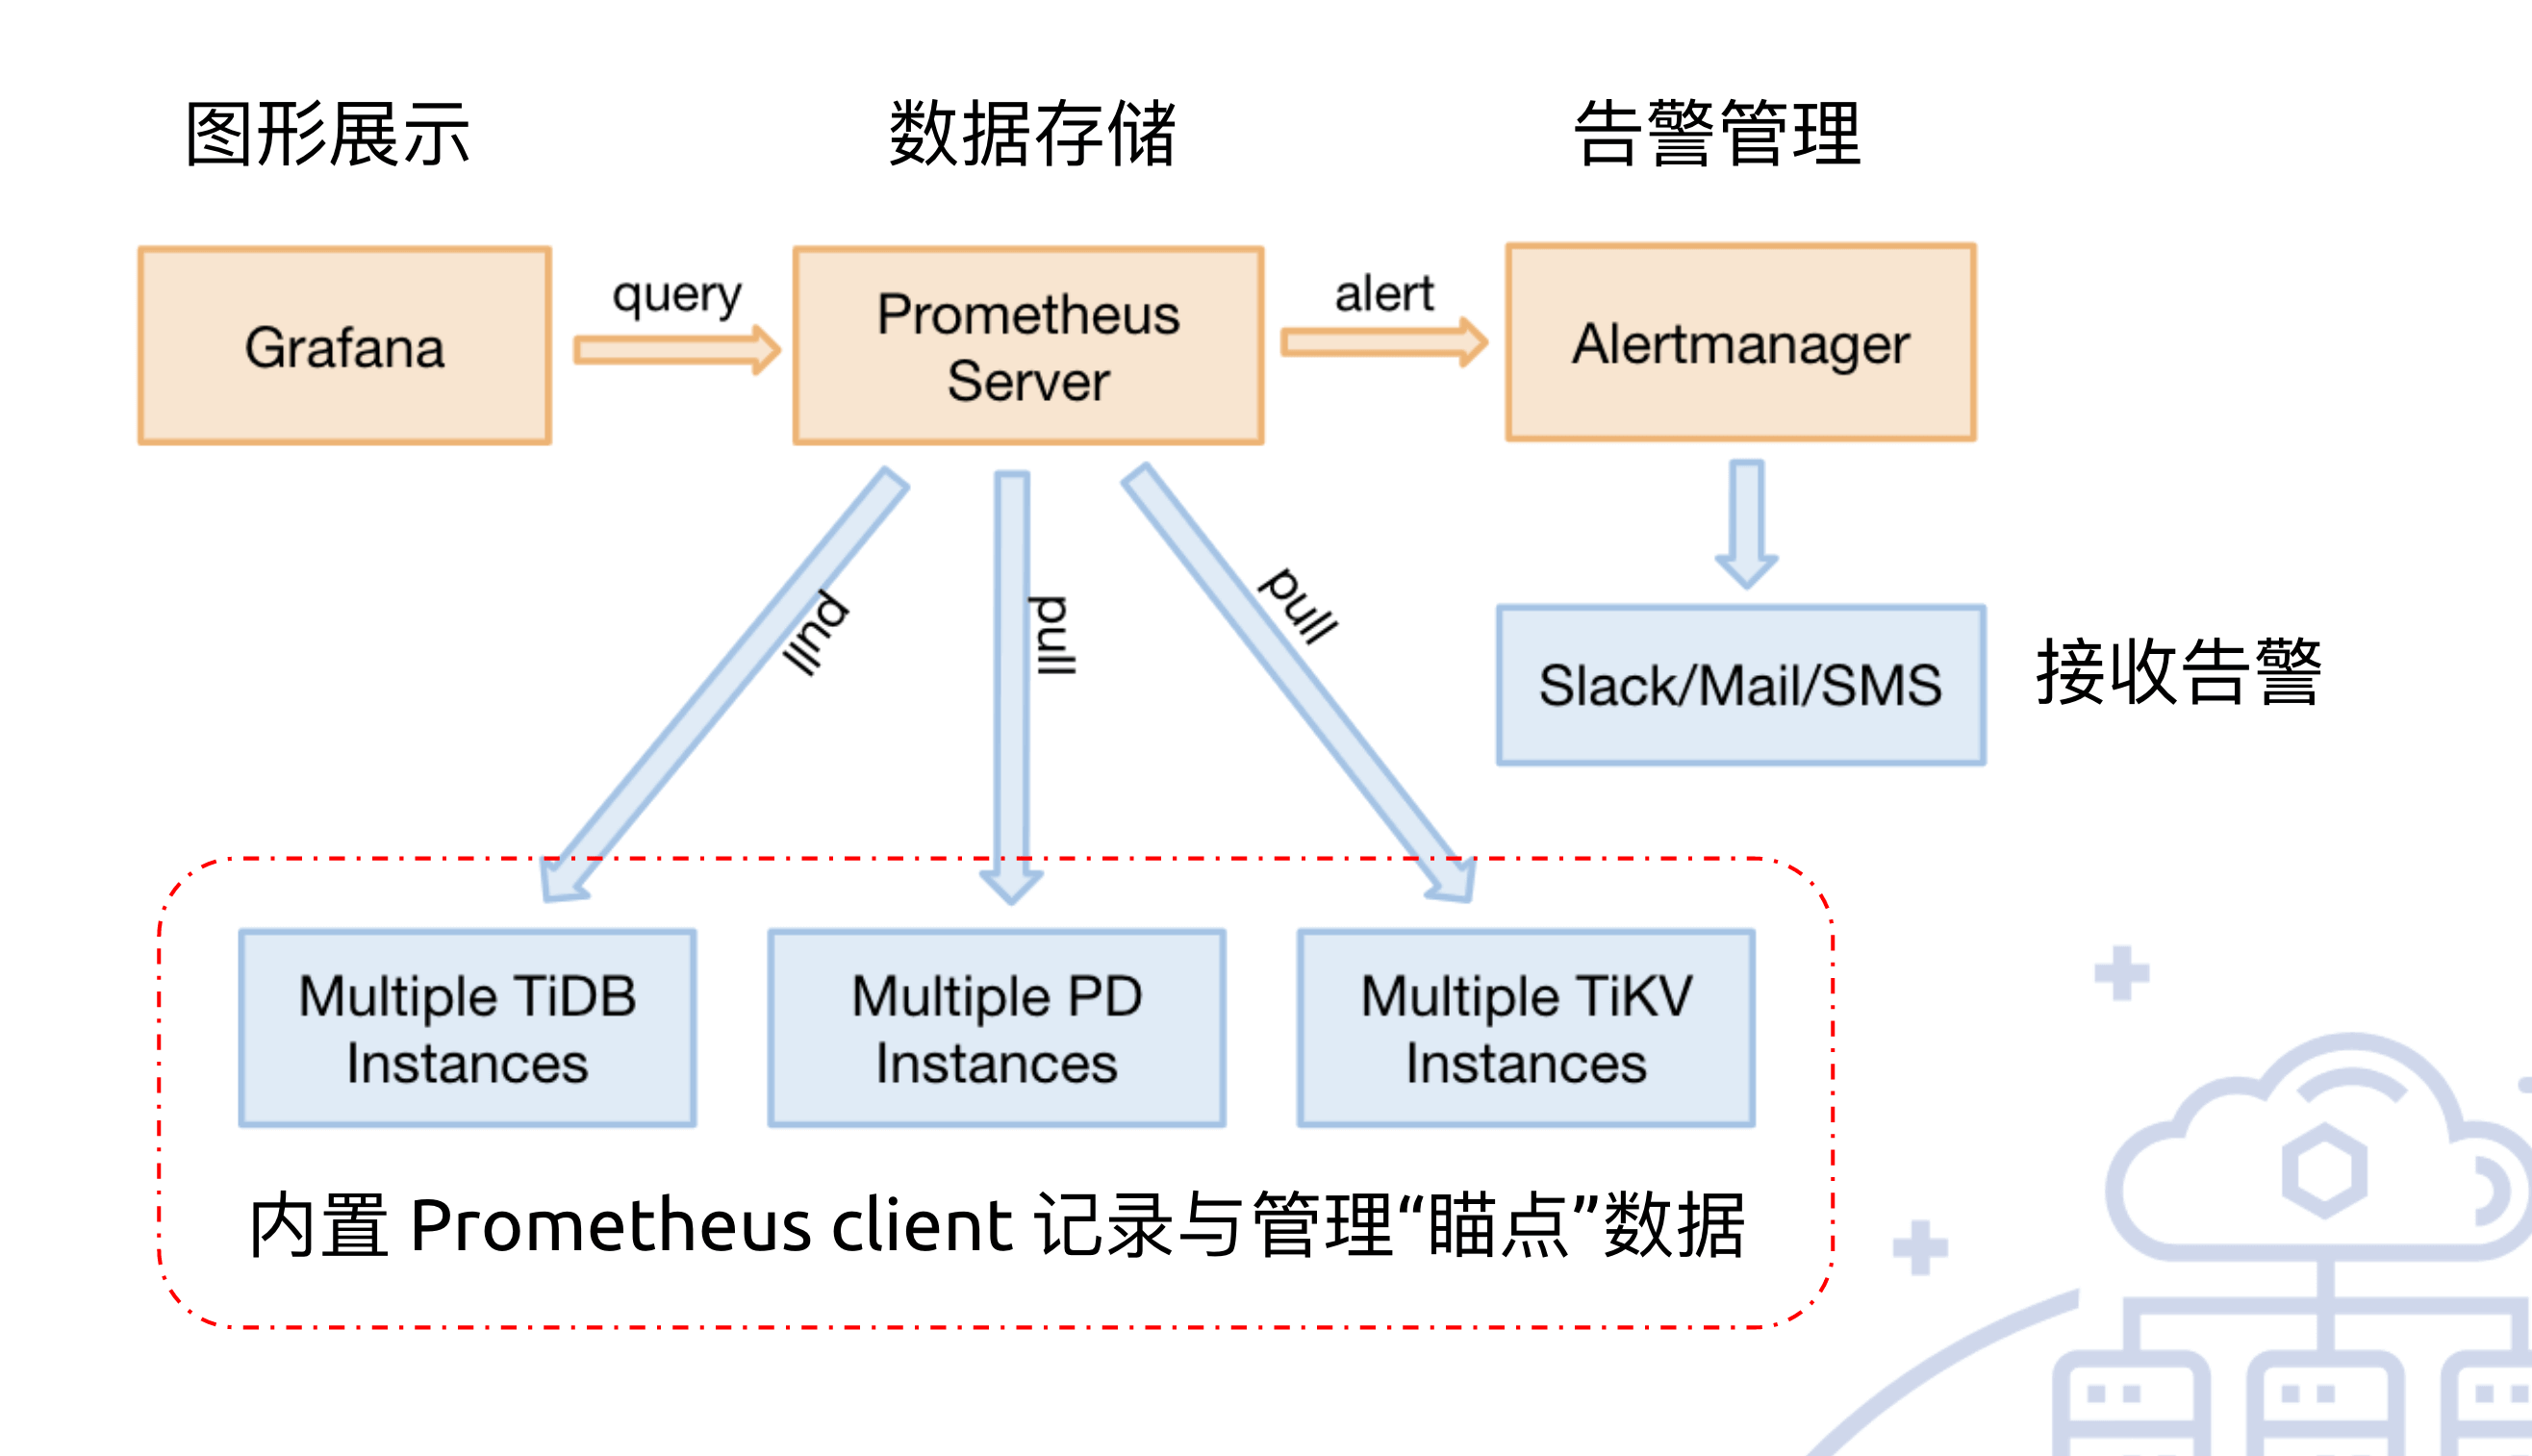 图形展示
数据存储
告警管理
Grafana
query
Prometheus
Server
alert
Alertmanager
pull
pull
pull
Slack/Mail/SMS
接收告警
Multiple TiDB
Instances
Multiple PD
Instances
Multiple TiKV
Instances
内置 Prometheus client 记录与管理“瞄点”数据